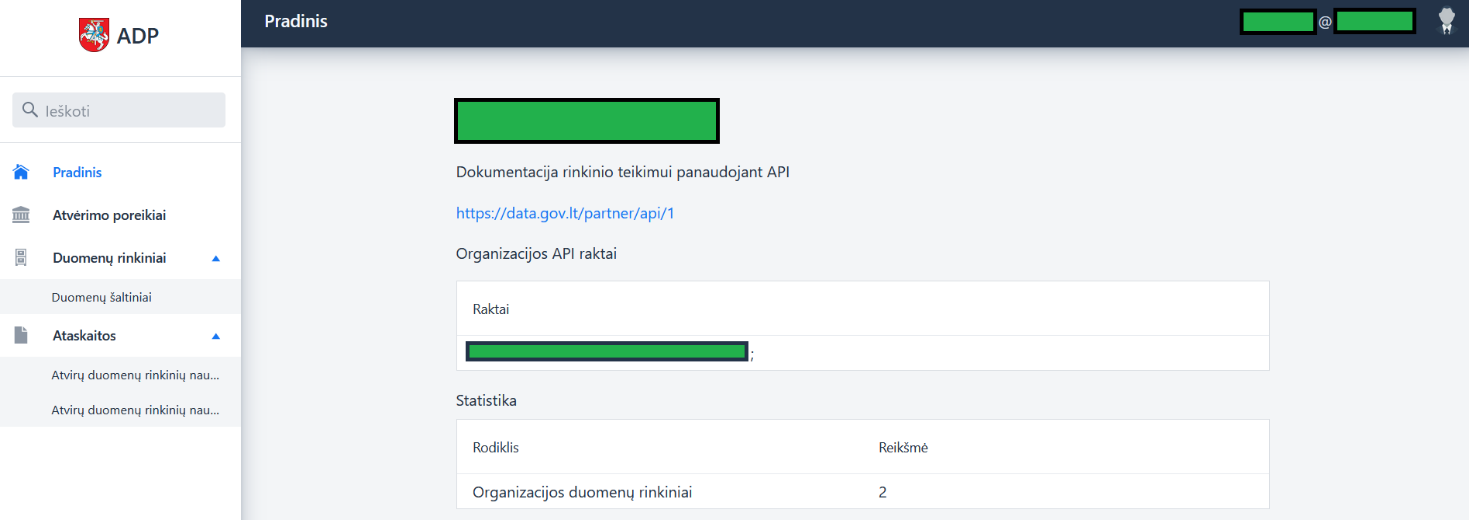 ADP
Ieškoti
Pradinis
Atvėrimo poreikiai
Duomenų rinkiniai
Duomenų šaltiniai
Ataskaitos
Atvirų duomenų rinkinių nau...
Atvirų duomenų rinkinių nau...
Pradinis
@
Dokumentacija rinkinio teikimui panaudojant API
https://data.gov.lt/partner/api/1
Organizacijos API raktai
Raktai
;
Statistika
Rodiklis Reikšmė
Organizacijos duomenų rinkiniai 2